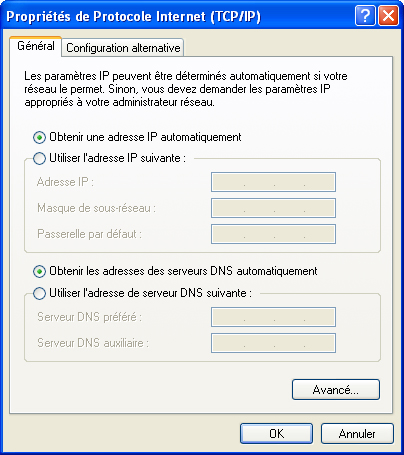 Propriétés de Protocole Internet (TCP/IP)
Général
Configuration alternative
Les paramètres IP peuvent être déterminés automatiquement si votre
réseau le permet. Sinon, vous devez demander les paramètres IP
appropriés à votre administrateur réseau.
Obtenir une adresse IP automatiquement
Utiliser l'adresse IP suivante :
Adresse IP :
Masque de sous-réseau :
Passerelle par défaut :
Obtenir les adresses des serveurs DNS automatiquement
Utiliser l'adresse de serveur DNS suivante :
Serveur DNS préféré :
Serveur DNS auxiliaire :
Avancé...
OK
Annuler